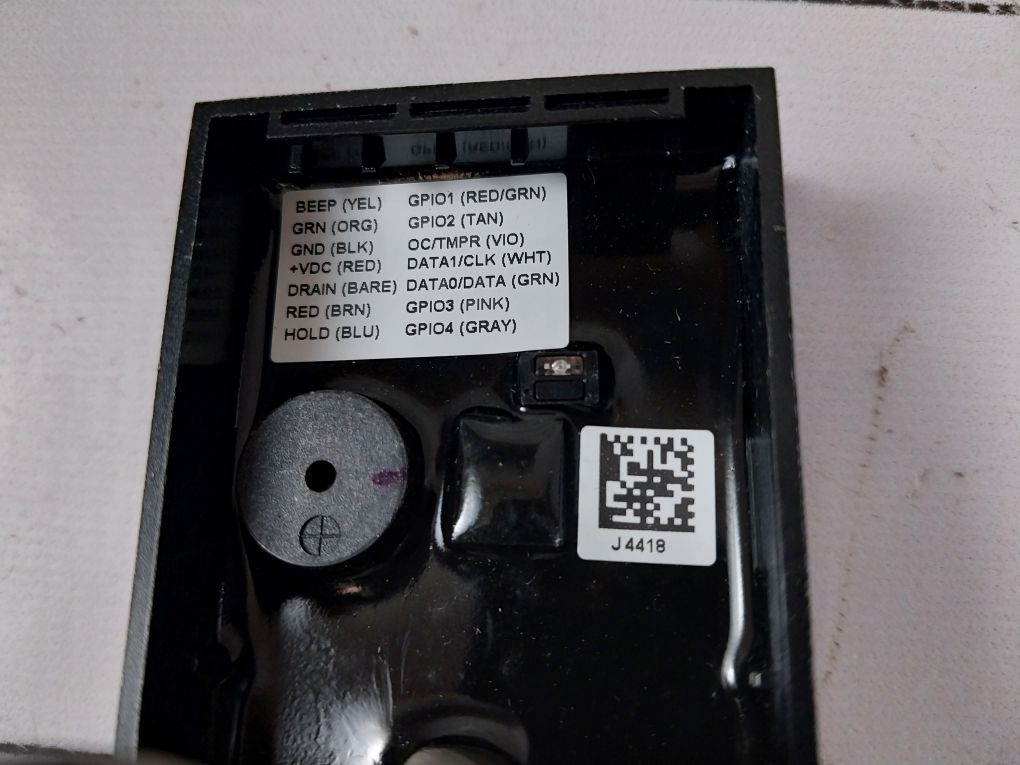 BEEP (YEL) GPIO1 (RED/GRN)
GRN (ORG) GPIO2 (TAN)
GND (BLK) OC/TMPR (VIO)
+VDC (RED) DATA1/CLK (WHT)
DRAIN (BARE) DATA0/DATA (GRN)
RED (BRN) GPIO3 (PINK)
HOLD (BLU) GPIO4 (GRAY)
J4418